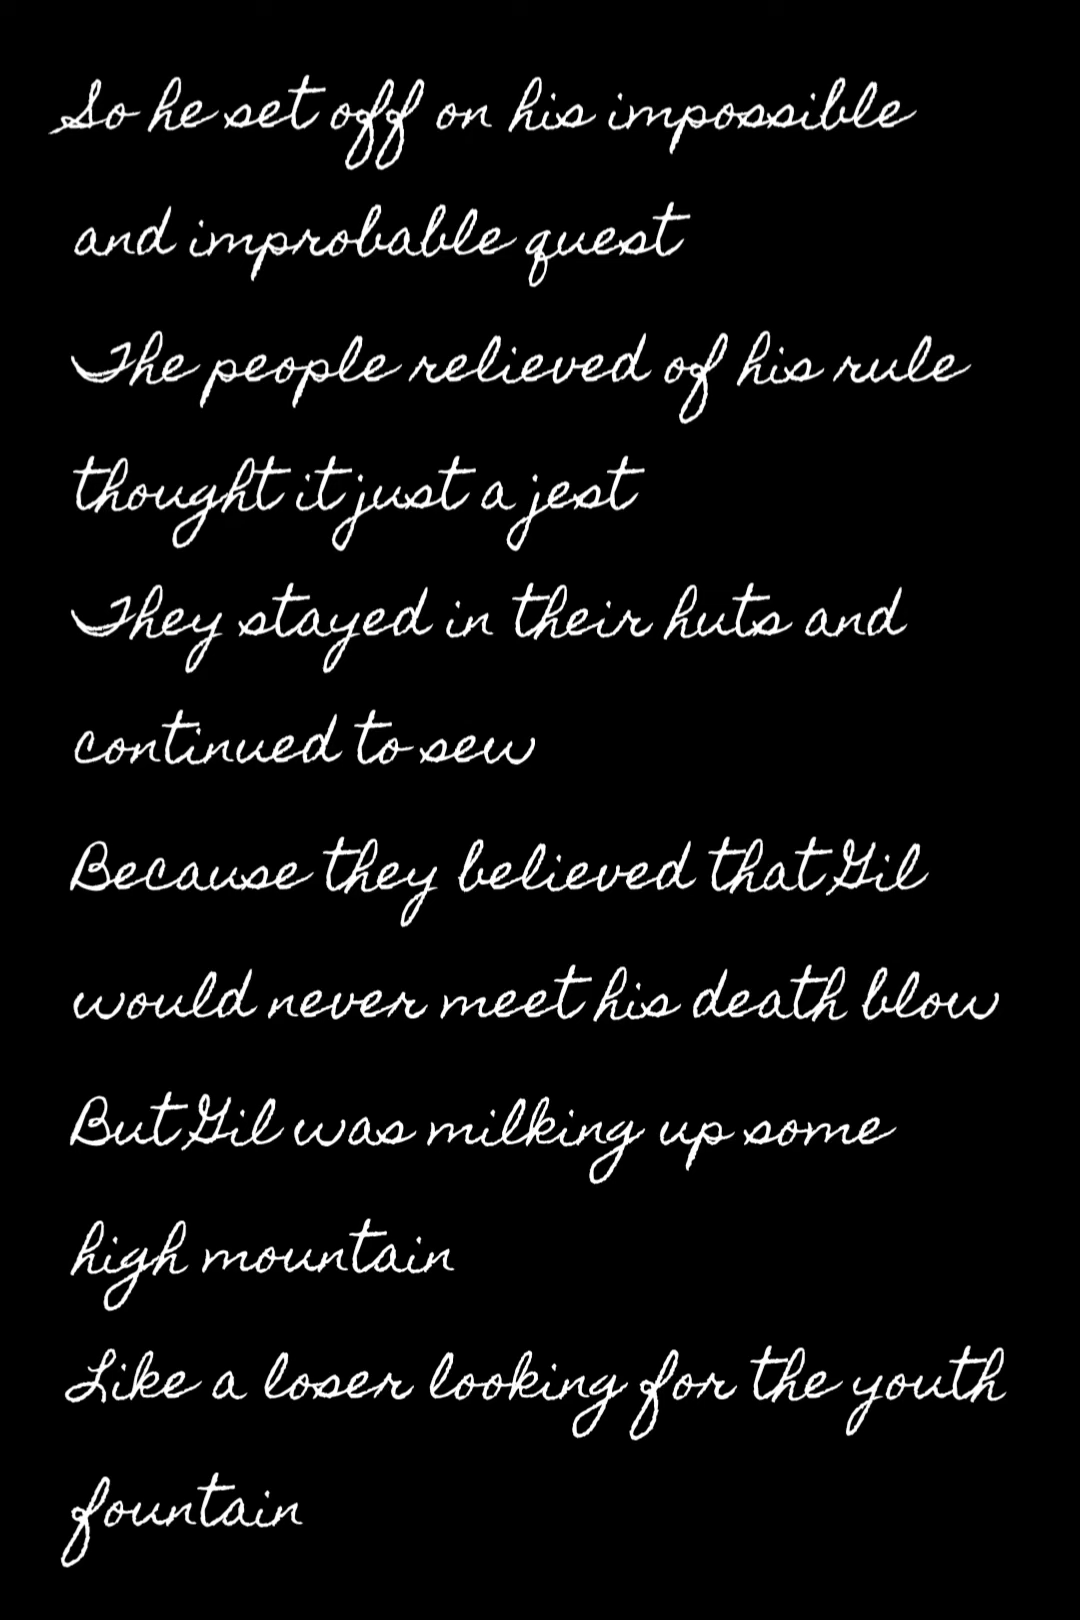 So he set off on his impossible
and improbable quest
The people relieved of his rule
thought it just a jest
They stayed in their huts and
continued to sew
Because they believed that Gil
would never meet his death blow
But Gil was milking up some
high mountain
Like a loser looking for the youth
fountain